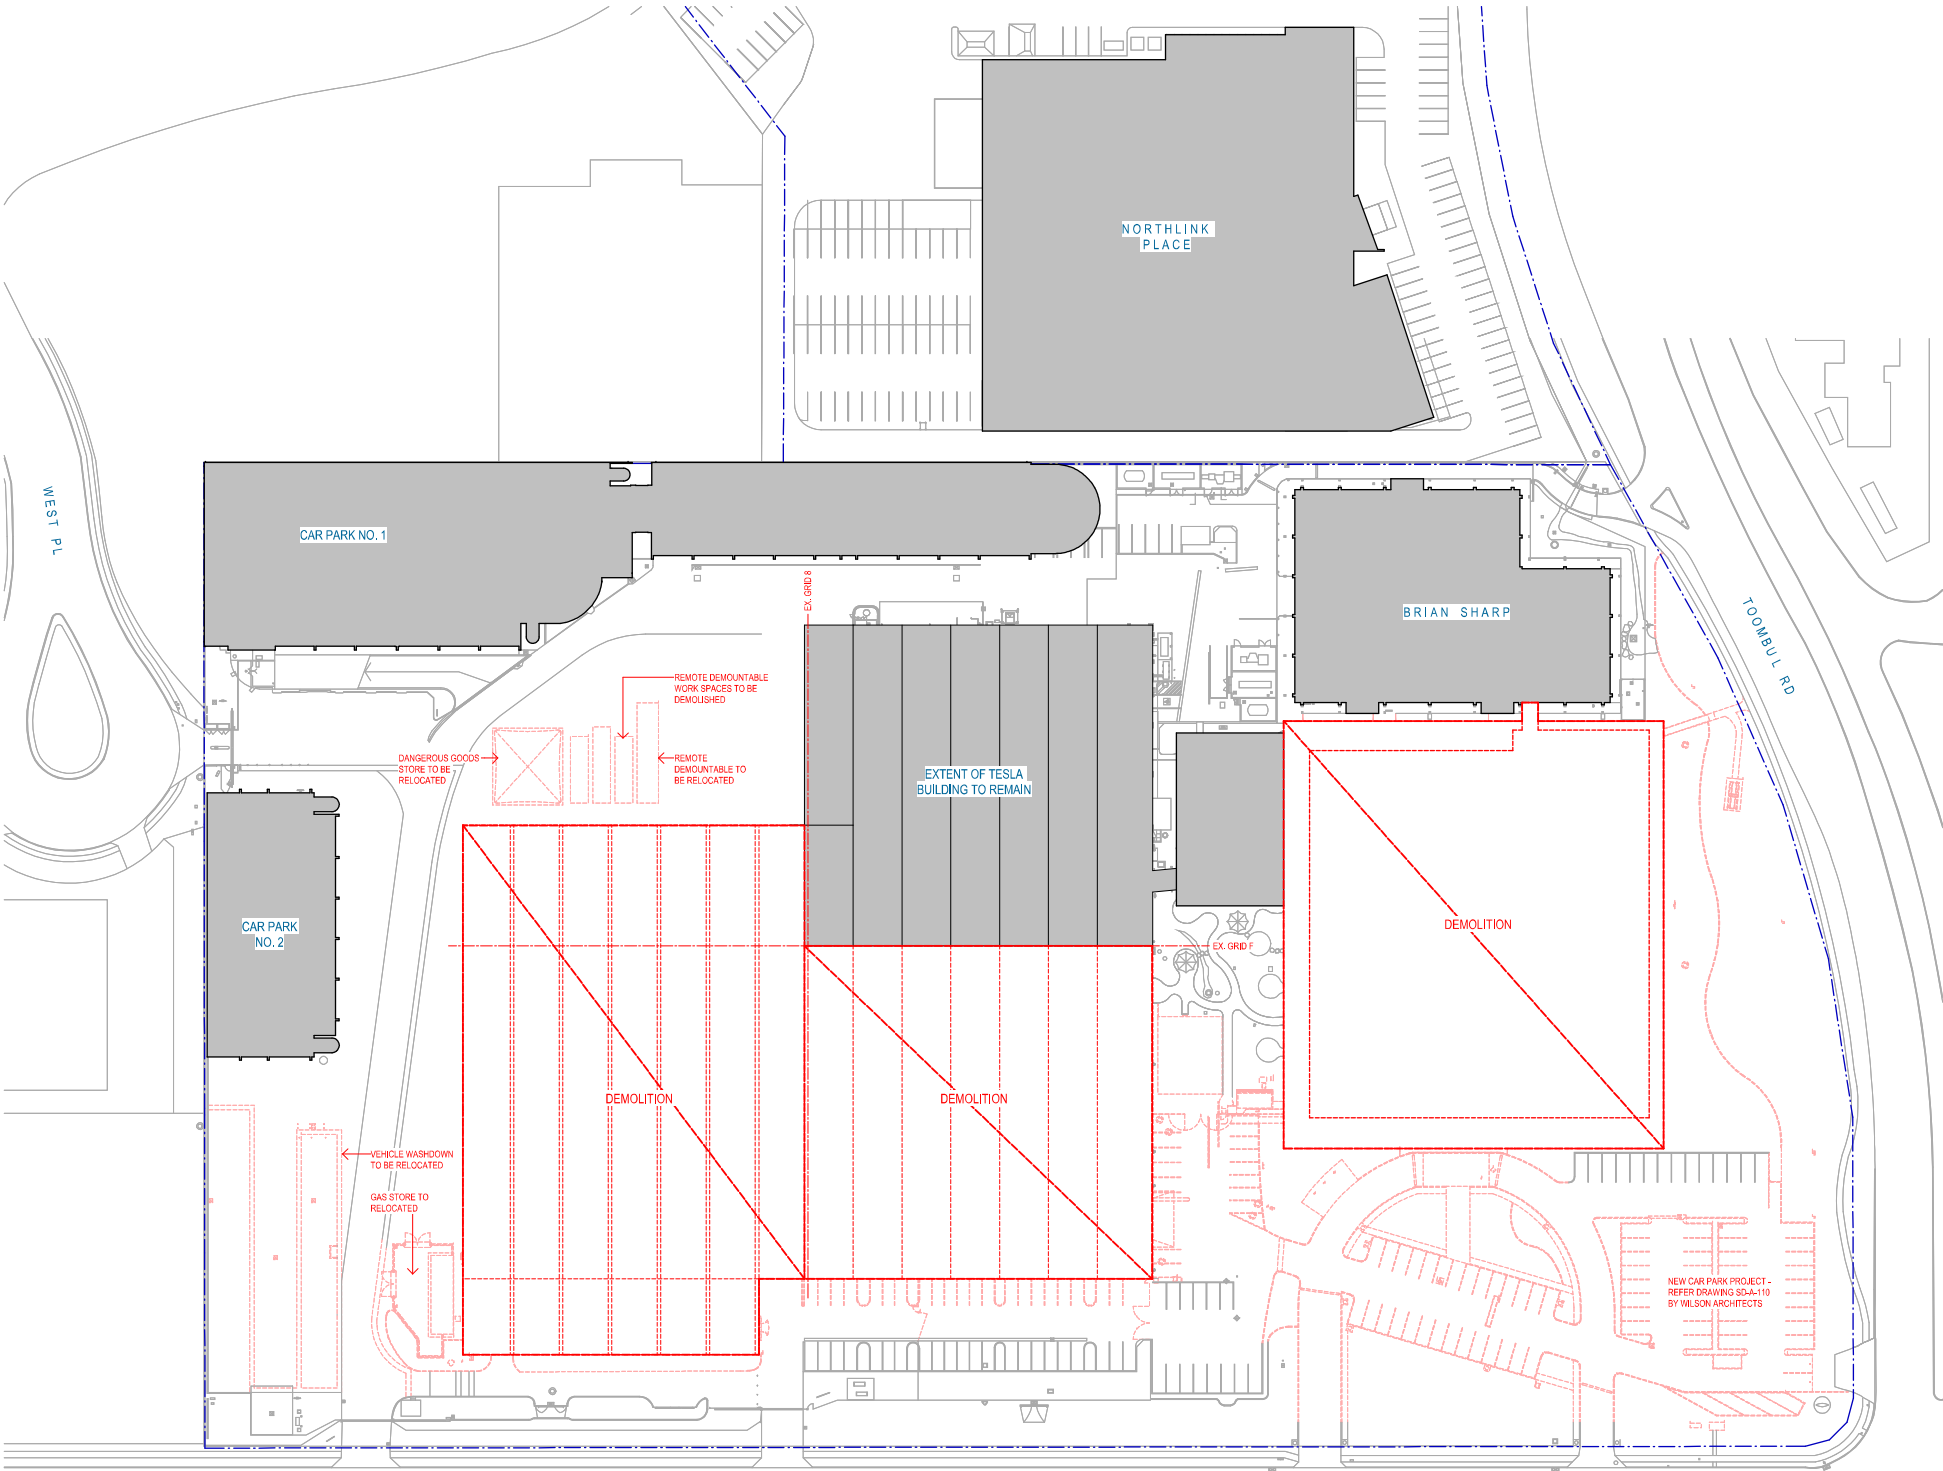 NORTHLINK
PLACE
WEST PL
CAR PARK NO. 1
EX. GRID 8
BRIAN SHARP
TOOMBUL RD
REMOTE DEMOUNTABLE
WORK SPACES TO BE
DEMOLISHED
DANGEROUS GOODS
STORE TO BE
RELOCATED
REMOTE
DEMOUNTABLE TO
BE RELOCATED
EXTENT OF TESLA
BUILDING TO REMAIN
CAR PARK
NO. 2
DEMOLITION
EX. GRID F
DEMOLITION
DEMOLITION
VEHICLE WASHDOWN
TO BE RELOCATED
GAS STORE TO
RELOCATED
NEW CAR PARK PROJECT -
REFER DRAWING SD-A-110
BY WILSON ARCHITECTS